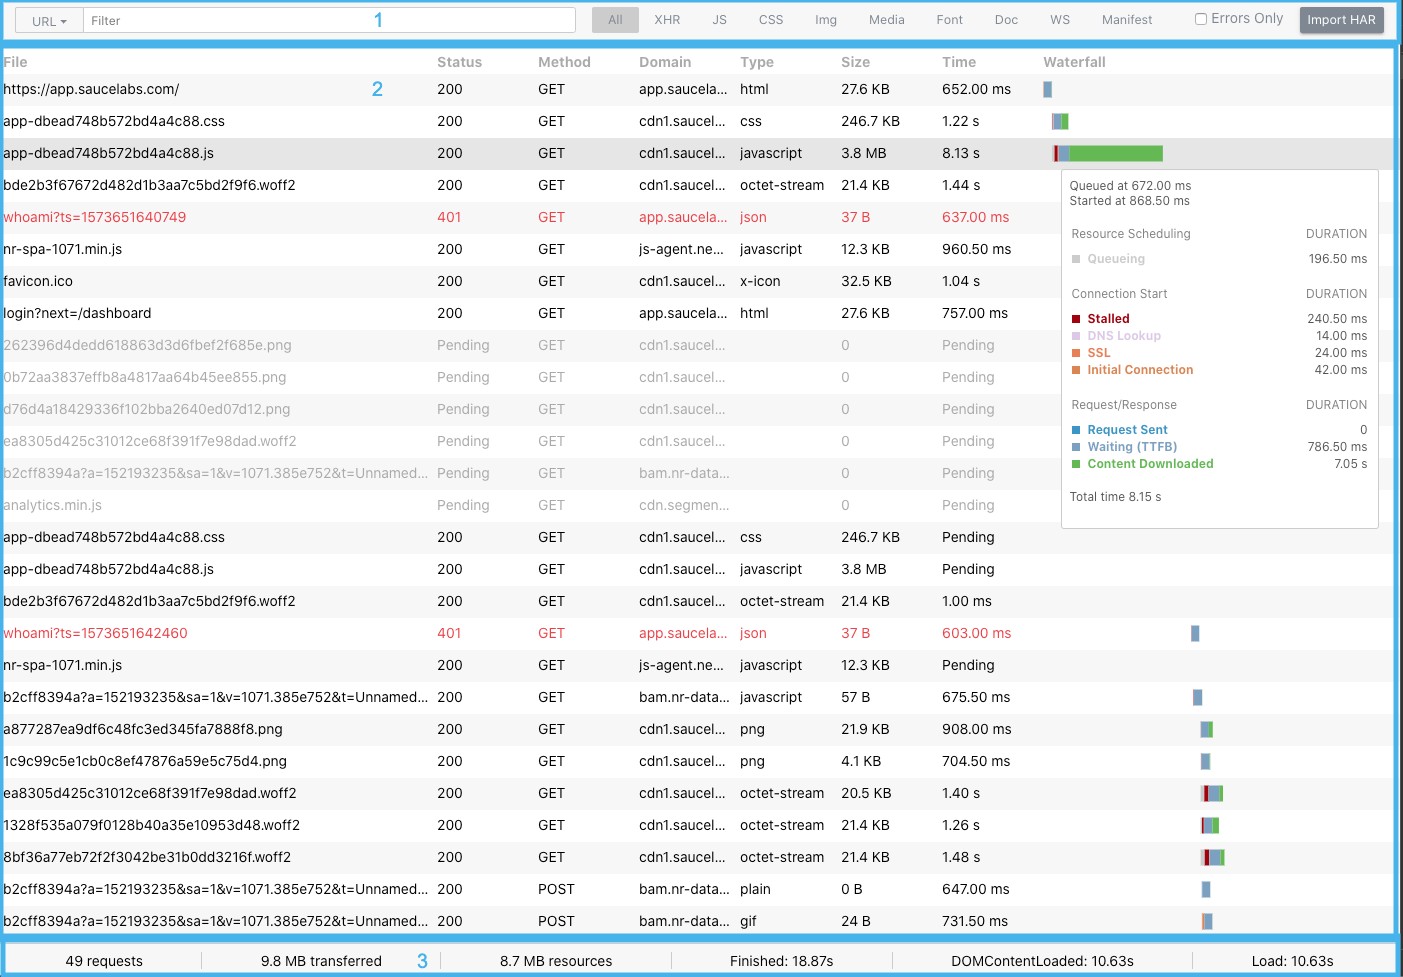 URL Filter 1 All XHR JS CSS Img Media Font Doc WS Manifest Errors Only Import HAR
File Status Method Domain Type Size Time Waterfall
https://app.saucelabs.com/ 2 200 GET app.saucela... html 27.6 KB 652.00 ms
app-dbead748b572bd4a4c88.css 200 GET cdn1.saucel... css 246.7 KB 1.22 s
app-dbead748b572bd4a4c88.js 200 GET cdn1.saucel... javascript 3.8 MB 8.13 s
bde2b3f67672d482d1b3aa7c5bd2f9f6.woff2 200 GET cdn1.saucel... octet-stream 21.4 KB 1.44 s
whoami?ts=1573651640749 401 GET app.saucela... json 37 B 637.00 ms
nr-spa-1071.min.js 200 GET js-agent.ne... javascript 12.3 KB 960.50 ms
favicon.ico 200 GET cdn1.saucel... x-icon 32.5 KB 1.04 s
login?next=/dashboard 200 GET app.saucela... html 27.6 KB 757.00 ms
262396d4dedd618863d3d6fbef2f685e.png Pending GET cdn1.saucel... 0 Pending
0b72aa3837effb8a4817aa64b45ee855.png Pending GET cdn1.saucel... 0 Pending
d76d4a18429336f102bba2640ed07d12.png Pending GET cdn1.saucel... 0 Pending
ea8305d425c31012ce68f391f7e98dad.woff2 Pending GET cdn1.saucel... 0 Pending
b2cff8394a?a=152193235&sa=1&v=1071.385e752&t=Unnamed... Pending GET bam.nr-data... 0 Pending
analytics.min.js Pending GET cdn.segmen... 0 Pending
app-dbead748b572bd4a4c88.css 200 GET cdn1.saucel... css 246.7 KB Pending
app-dbead748b572bd4a4c88.js 200 GET cdn1.saucel... javascript 3.8 MB Pending
bde2b3f67672d482d1b3aa7c5bd2f9f6.woff2 200 GET cdn1.saucel... octet-stream 21.4 KB 1.00 ms
whoami?ts=1573651642460 401 GET app.saucela... json 37 B 603.00 ms
nr-spa-1071.min.js 200 GET js-agent.ne... javascript 12.3 KB Pending
b2cff8394a?a=152193235&sa=1&v=1071.385e752&t=Unnamed... 200 GET bam.nr-data... javascript 57 B 675.50 ms
a877287ea9df6c48fc3ed345fa7888f8.png 200 GET cdn1.saucel... png 21.9 KB 908.00 ms
1c9c99c5e1cb0c8ef47876a59e5c75d4.png 200 GET cdn1.saucel... png 4.1 KB 704.50 ms
ea8305d425c31012ce68f391f7e98dad.woff2 200 GET cdn1.saucel... octet-stream 20.5 KB 1.40 s
1328f535a079f0128b40a35e10953d48.woff2 200 GET cdn1.saucel... octet-stream 21.4 KB 1.26 s
8bf36a77eb72f2f3042be31b0dd3216f.woff2 200 GET cdn1.saucel... octet-stream 21.4 KB 1.48 s
b2cff8394a?a=152193235&sa=1&v=1071.385e752&t=Unnamed... 200 POST bam.nr-data... plain 0 B 647.00 ms
b2cff8394a?a=152193235&sa=1&v=1071.385e752&t=Unnamed... 200 POST bam.nr-data... gif 24 B 731.50 ms
Queued at 672.00 ms
Started at 868.50 ms
Resource Scheduling DURATION
Queueing 196.50 ms
Connection Start DURATION
Stalled 240.50 ms
DNS Lookup 14.00 ms
SSL 24.00 ms
Initial Connection 42.00 ms
Request/Response DURATION
Request Sent 0
Waiting (TTFB) 786.50 ms
Content Downloaded 7.05 s
Total time 8.15 s
49 requests 9.8 MB transferred 3 8.7 MB resources Finished: 18.87s DOMContentLoaded: 10.63s Load: 10.63s